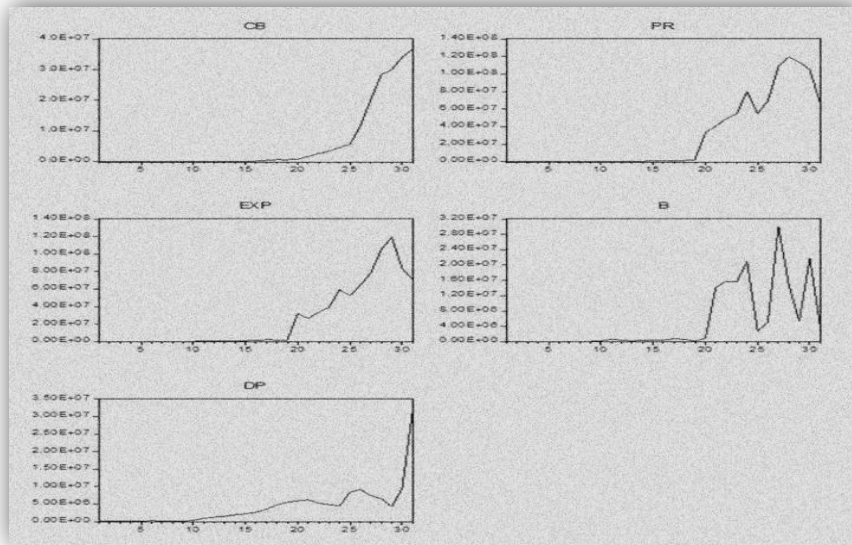 CB
4.0E+07
3.0E+07
2.0E+07
1.0E+07
0.0E+00
5 10 15 20 25 30
PR
1.40E+08
1.20E+08
1.00E+08
8.00E+07
6.00E+07
4.00E+07
2.00E+07
0.00E+00
5 10 15 20 25 30
EXP
1.40E+08
1.20E+08
1.00E+08
8.00E+07
6.00E+07
4.00E+07
2.00E+07
0.00E+00
5 10 15 20 25 30
B
3.20E+07
2.80E+07
2.40E+07
2.00E+07
1.60E+07
1.20E+07
8.00E+06
4.00E+06
0.00E+00
5 10 15 20 25 30
DP
3.50E+07
3.00E+07
2.50E+07
2.00E+07
1.50E+07
1.00E+07
5.00E+06
0.00E+00
5 10 15 20 25 30